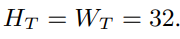 H_T = W_T = 32.